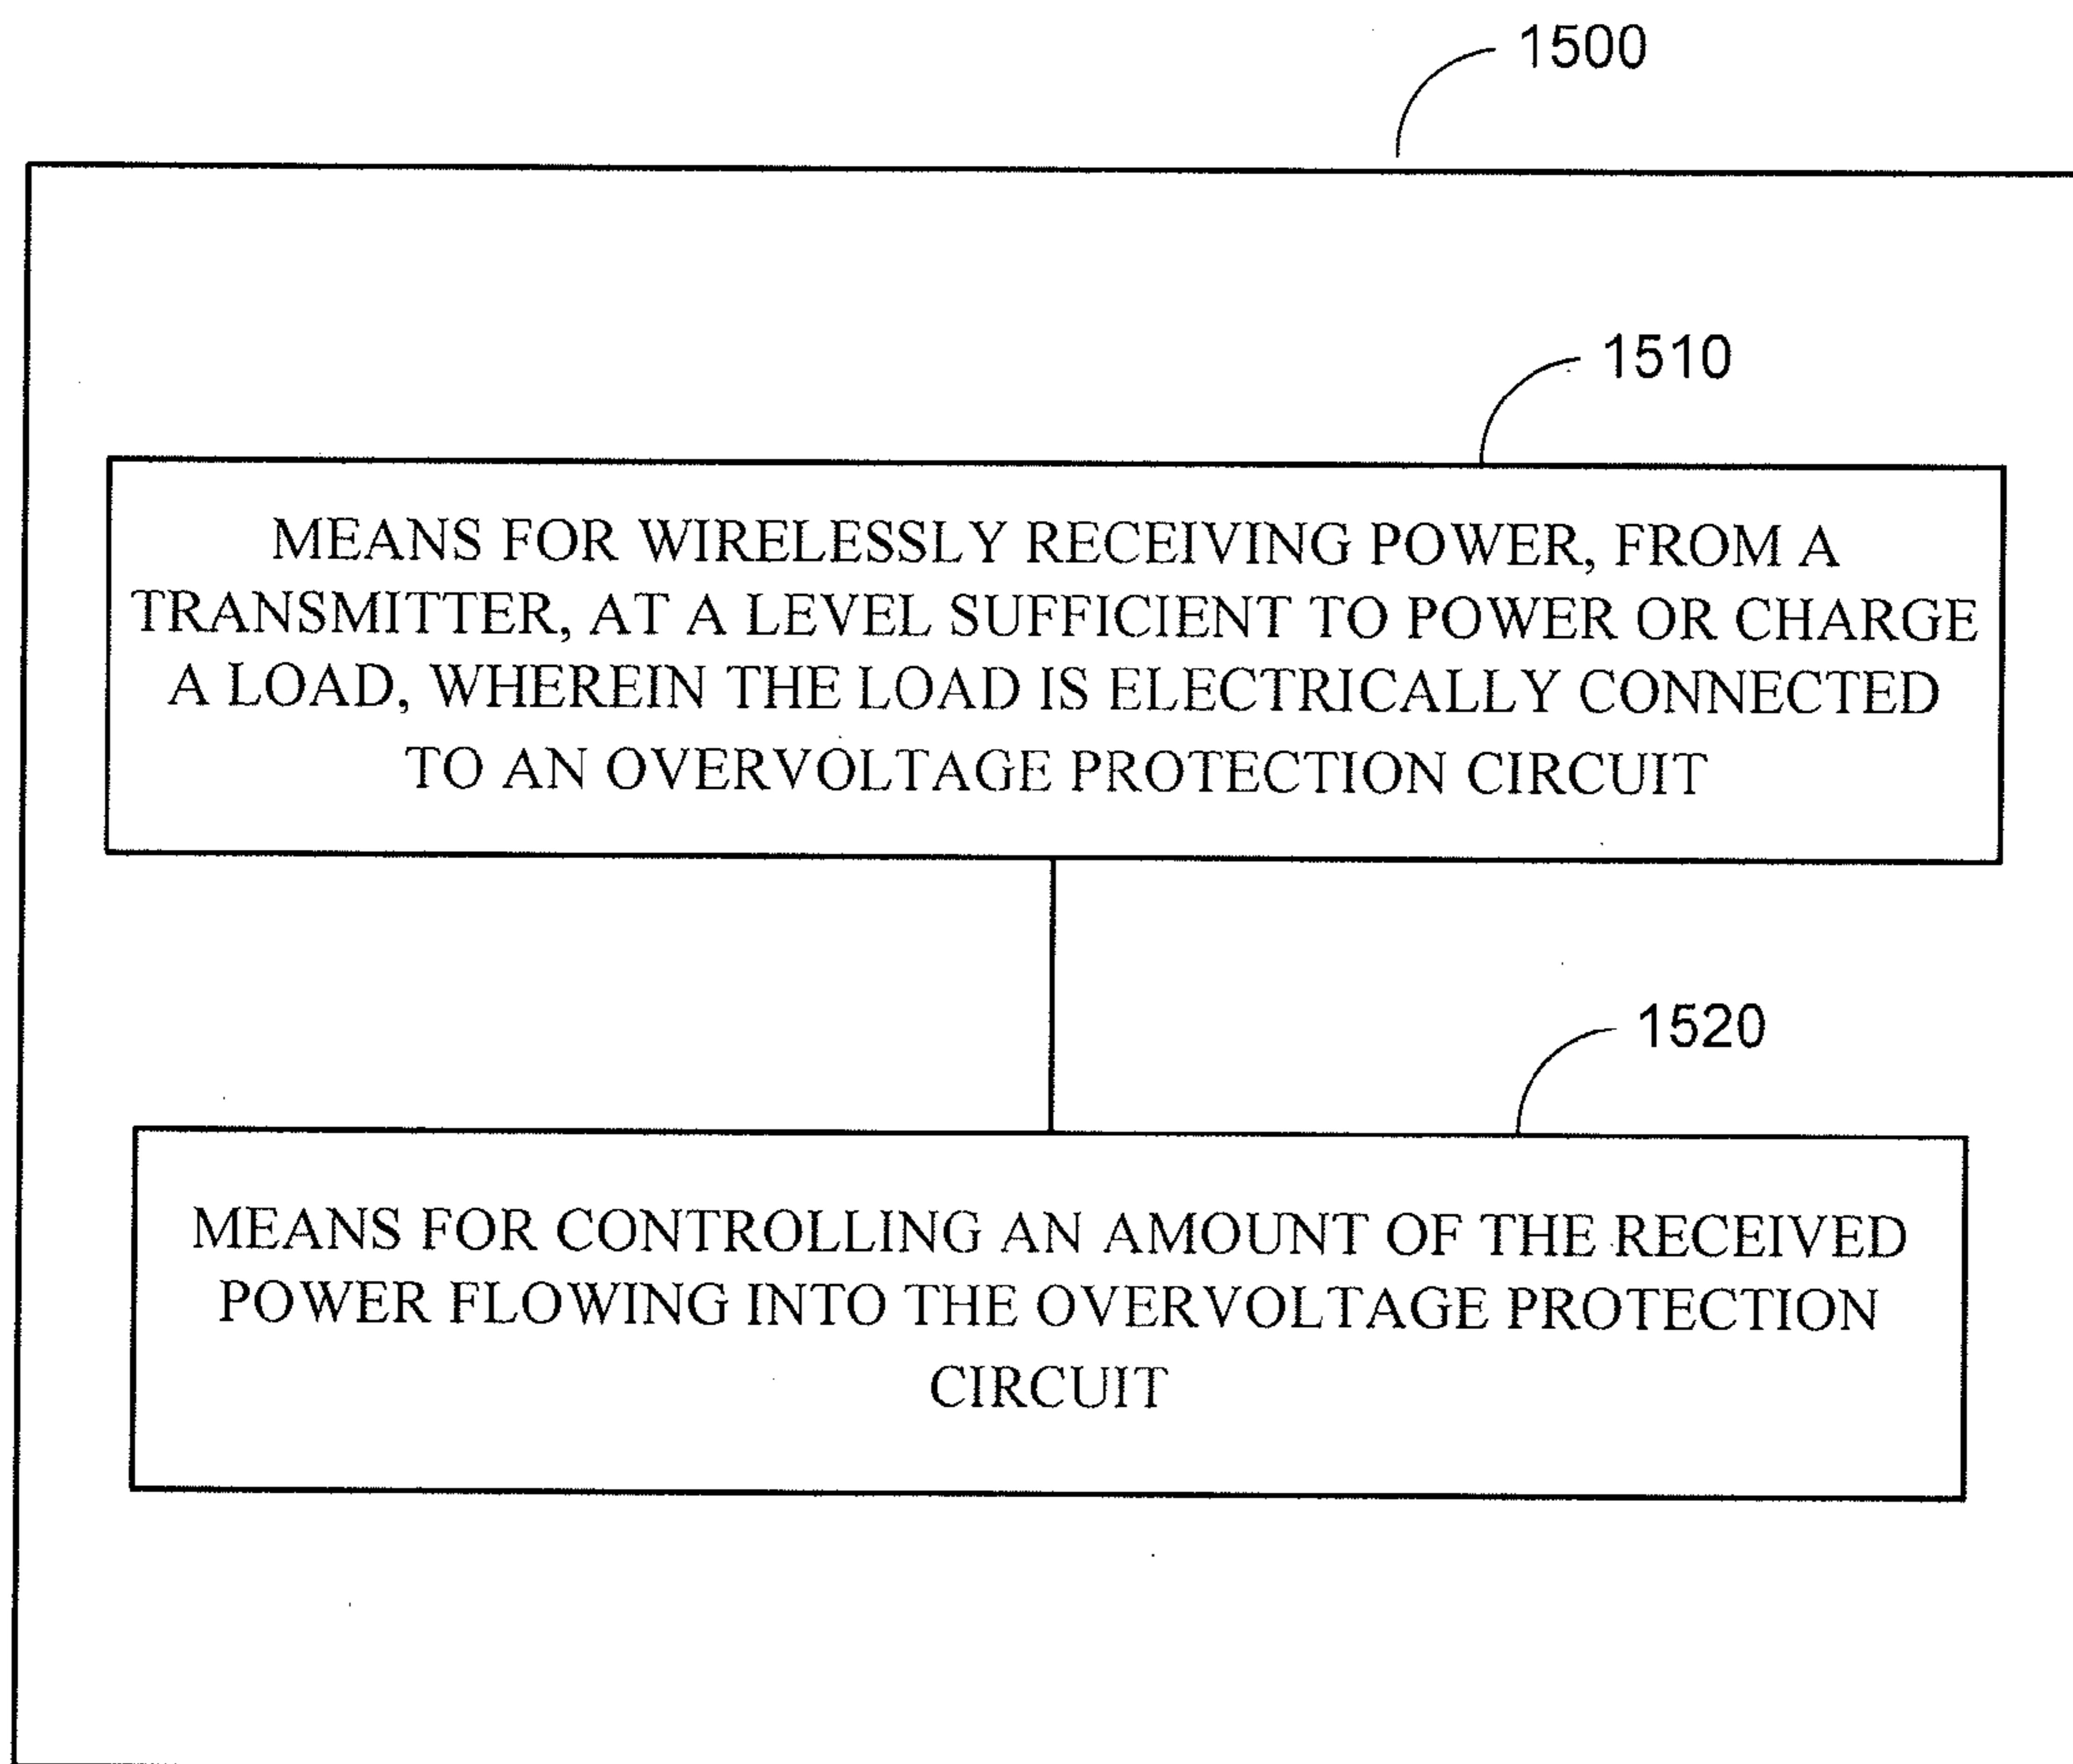 1500
1510
MEANS FOR WIRELESSLY RECEIVING POWER, FROM A
TRANSMITTER, AT A LEVEL SUFFICIENT TO POWER OR CHARGE
A LOAD, WHEREIN THE LOAD IS ELECTRICALLY CONNECTED
TO AN OVERVOLTAGE PROTECTION CIRCUIT
1520
MEANS FOR CONTROLLING AN AMOUNT OF THE RECEIVED
POWER FLOWING INTO THE OVERVOLTAGE PROTECTION
CIRCUIT